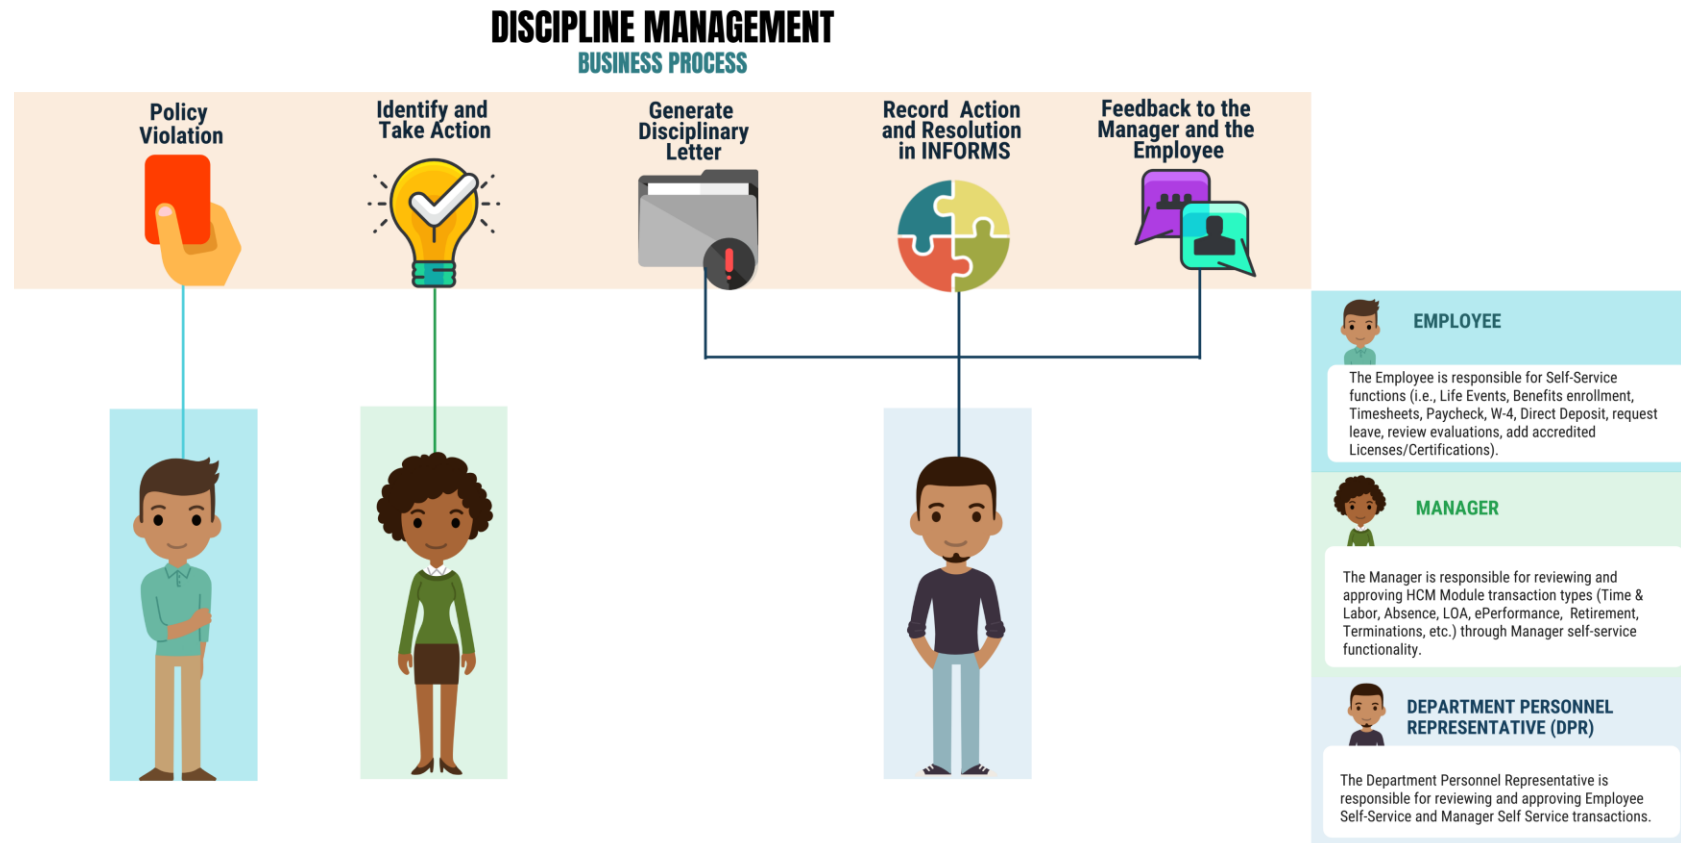 DISCIPLINE MANAGEMENT
BUSINESS PROCESS
Policy
Violation
Identify and
Take Action
Generate
Disciplinary
Letter
Record Action
and Resolution
in INFORMS
Feedback to the
Manager and the
Employee
EMPLOYEE
The Employee is responsible for Self-Service
functions (i.e., Life Events, Benefits enrollment,
Timesheets, Paycheck, W-4, Direct Deposit, request
leave, review evaluations, add accredited
Licenses/Certifications).
MANAGER
The Manager is responsible for reviewing and
approving HCM Module transaction types (Time &
Labor, Absence, LOA, ePerformance, Retirement,
Terminations, etc.) through Manager self-service
functionality.
DEPARTMENT PERSONNEL
REPRESENTATIVE (DPR)
The Department Personnel Representative is
responsible for reviewing and approving Employee
Self-Service and Manager Self Service transactions.